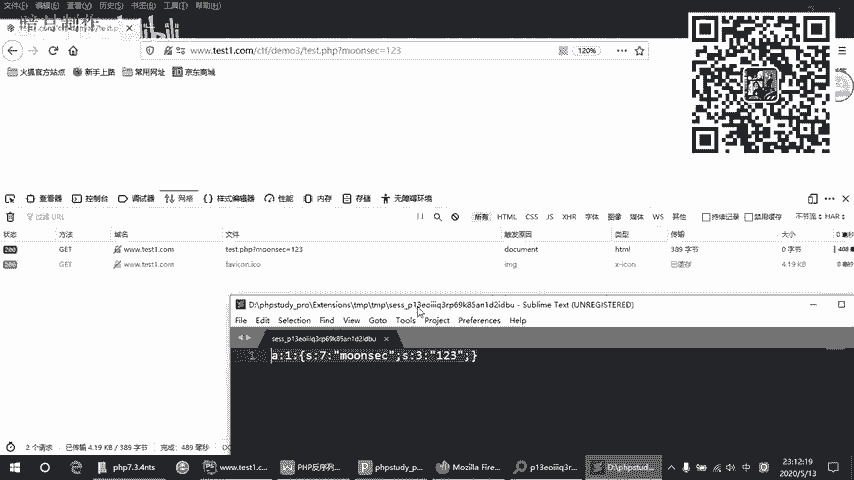 文件(F) 编辑(E) 查看(V) 历史(S) 书签(B) 工具(T) 帮助(H)
www.test1.com/ctf/demo3/test.php?moonsec=123
120%
火狐官方站点 新手上路 常用网址 京东商城
查看器 控制台 调试器 网络 样式编辑器 性能 内存 存储 无障碍环境
过滤 URL
所有 HTML CSS JS XHR 字体 图像 媒体 WS 其他 持续记录 禁用缓存 不节流 HAR
状态 方法 域名 文件 触发原因 类型 传输 大小
200 GET www.test1.com test.php?moonsec=123 document html 389 字节 0 字节
GET www.test1.com favicon.ico img x-icon 已缓存 4.19 KB
D:\phpstudy_pro\Extensions\tmp\tmp\sess_p13eoiiiq3rp69k85an1d2idbu - Sublime Text (UNREGISTERED)
File Edit Selection Find View Goto Tools Project Preferences Help
sess_p13eoiiiq3rp69k85an1d2idbu
1 a:1:{s:7:"moonsec";s:3:"123";}
2 个请求 已传输 4.19 KB / 389 字节 完成: 489 毫秒
php7.3.4nts www.test1.c... PHP反序列... phpstudy_p... Mozilla Fire... p13eoiiiq3r... D:\phpstud...
中
23:12:19
2020/5/13